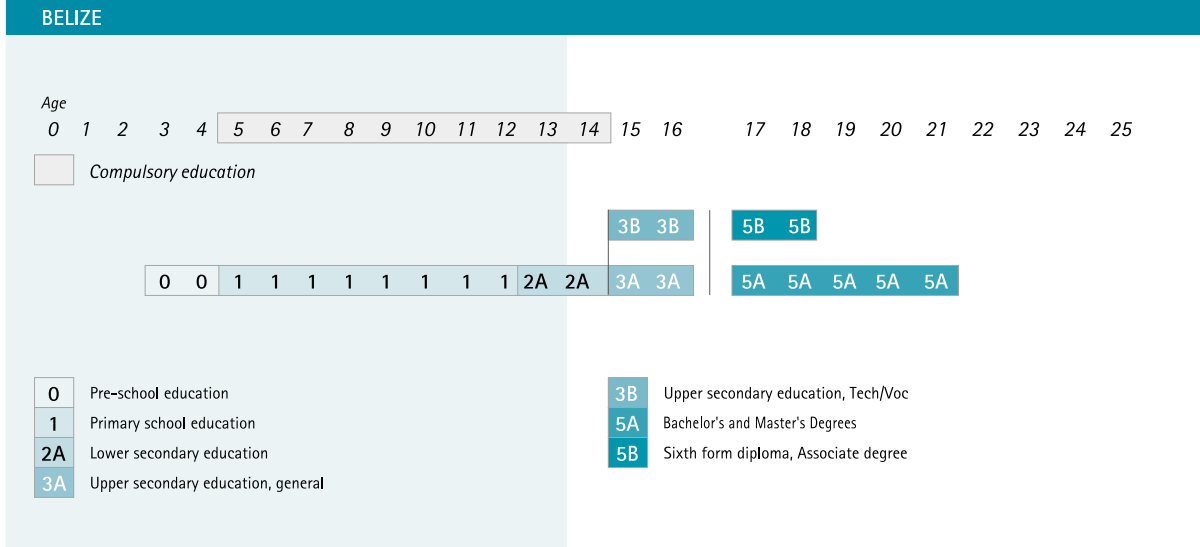 BELIZE
Age
0 1 2 3 4 5 6 7 8 9 10 11 12 13 14 15 16 17 18 19 20 21 22 23 24 25
Compulsory education
3B 3B 5B 5B
0 0 1 1 1 1 1 1 1 1 2A 2A 3A 3A 5A 5A 5A 5A 5A
0 Pre-school education
1 Primary school education
2A Lower secondary education
3A Upper secondary education, general
3B Upper secondary education, Tech/Voc
5A Bachelor's and Master's Degrees
5B Sixth form diploma, Associate degree